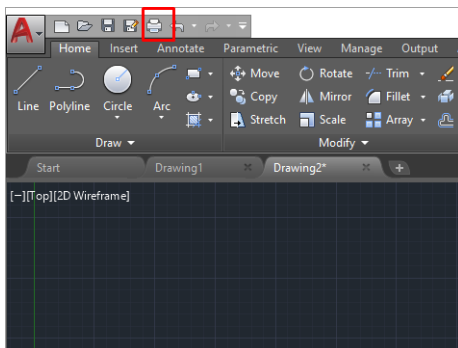 A
Home Insert Annotate Parametric View Manage Output
Line Polyline Circle Arc
Move Rotate Trim
Copy Mirror Fillet
Stretch Scale Array
Draw Modify
Start Drawing1 Drawing2*
[−][Top][2D Wireframe]